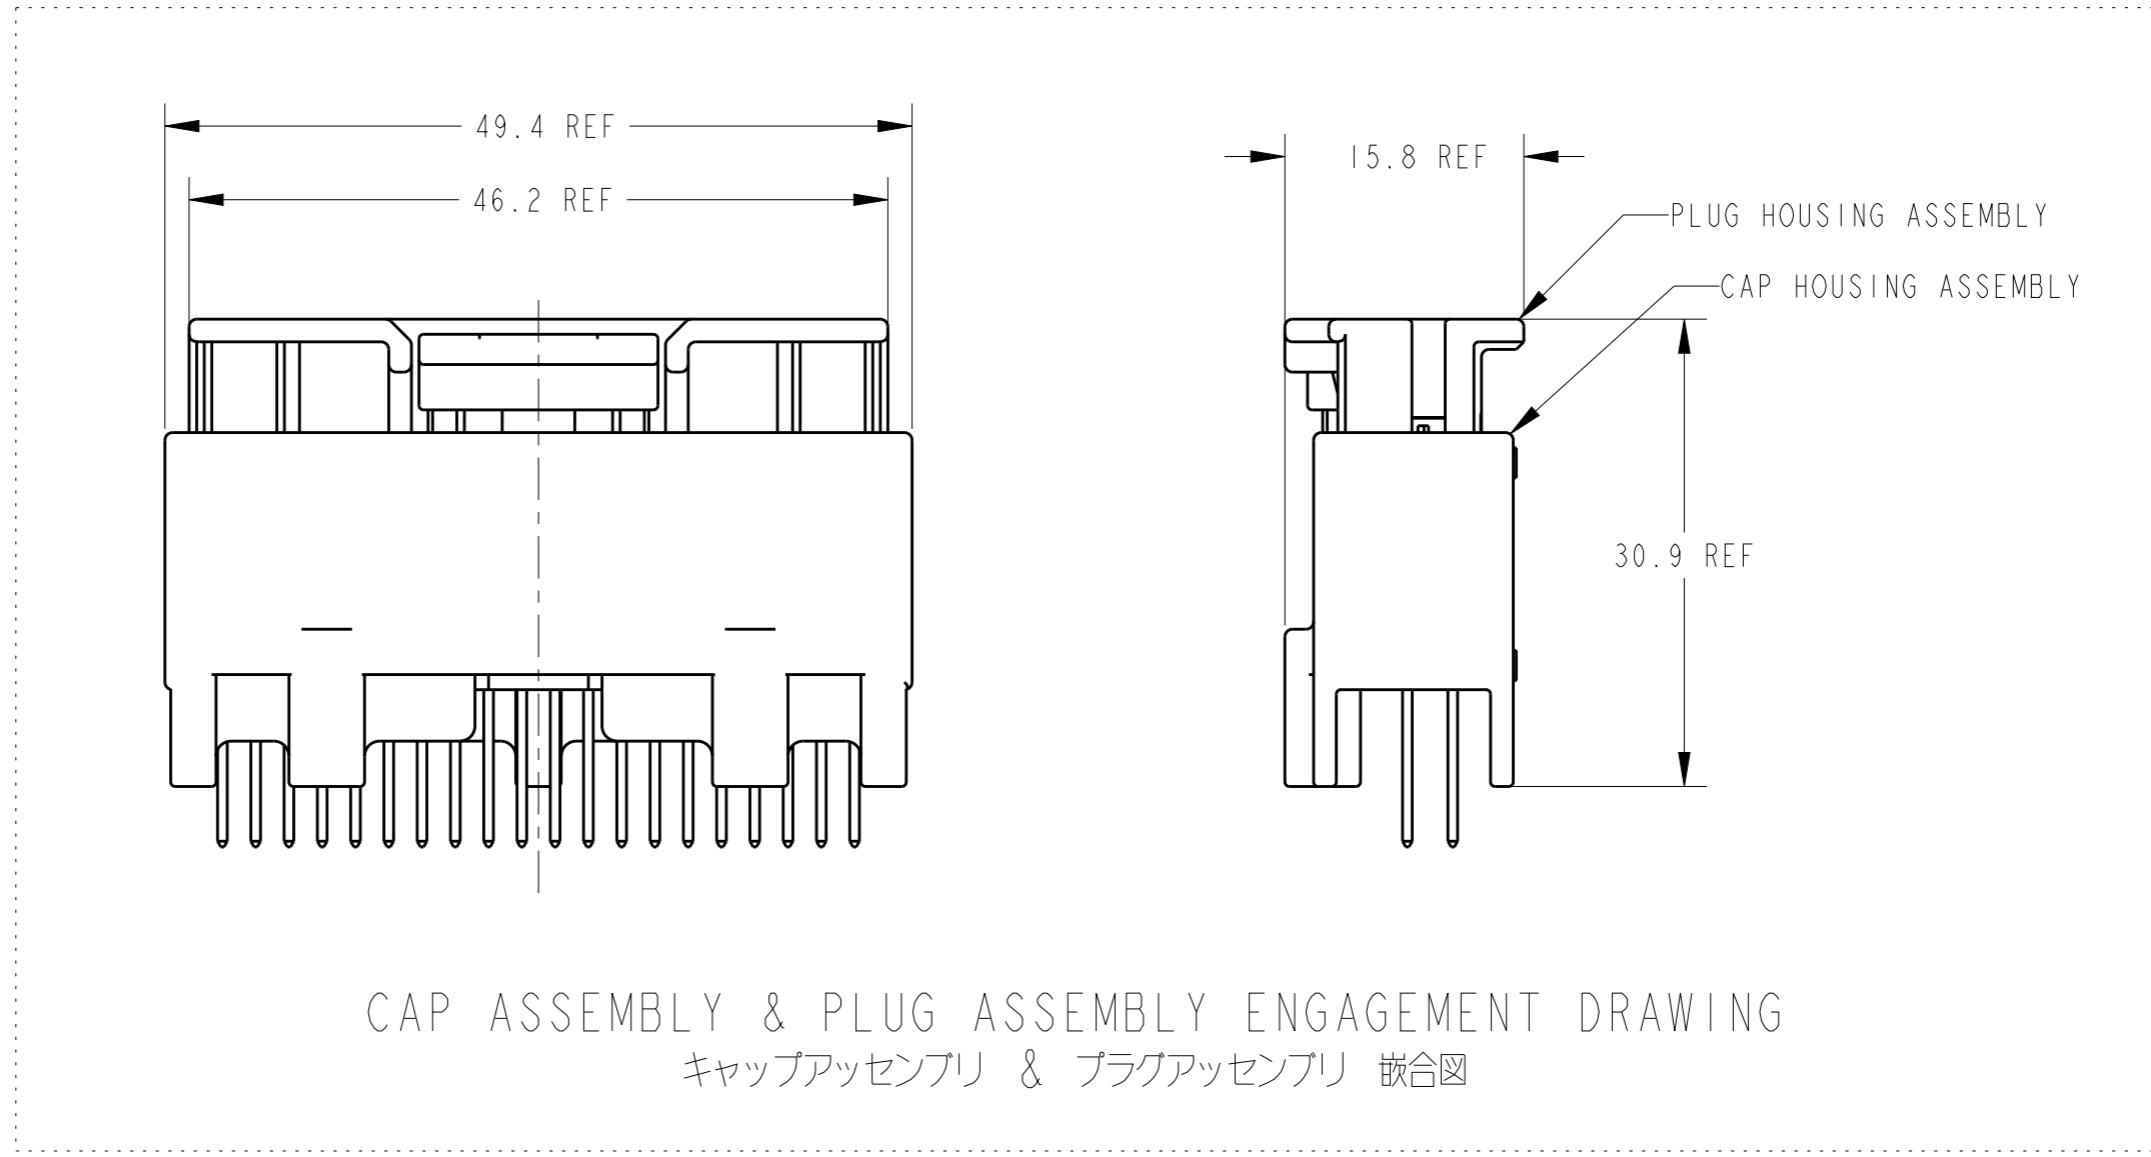 49.4 REF
46.2 REF
15.8 REF
PLUG HOUSING ASSEMBLY
CAP HOUSING ASSEMBLY
30.9 REF
CAP ASSEMBLY & PLUG ASSEMBLY ENGAGEMENT DRAWING
キャップアッセンブリ & プラグアッセンブリ 嵌合図